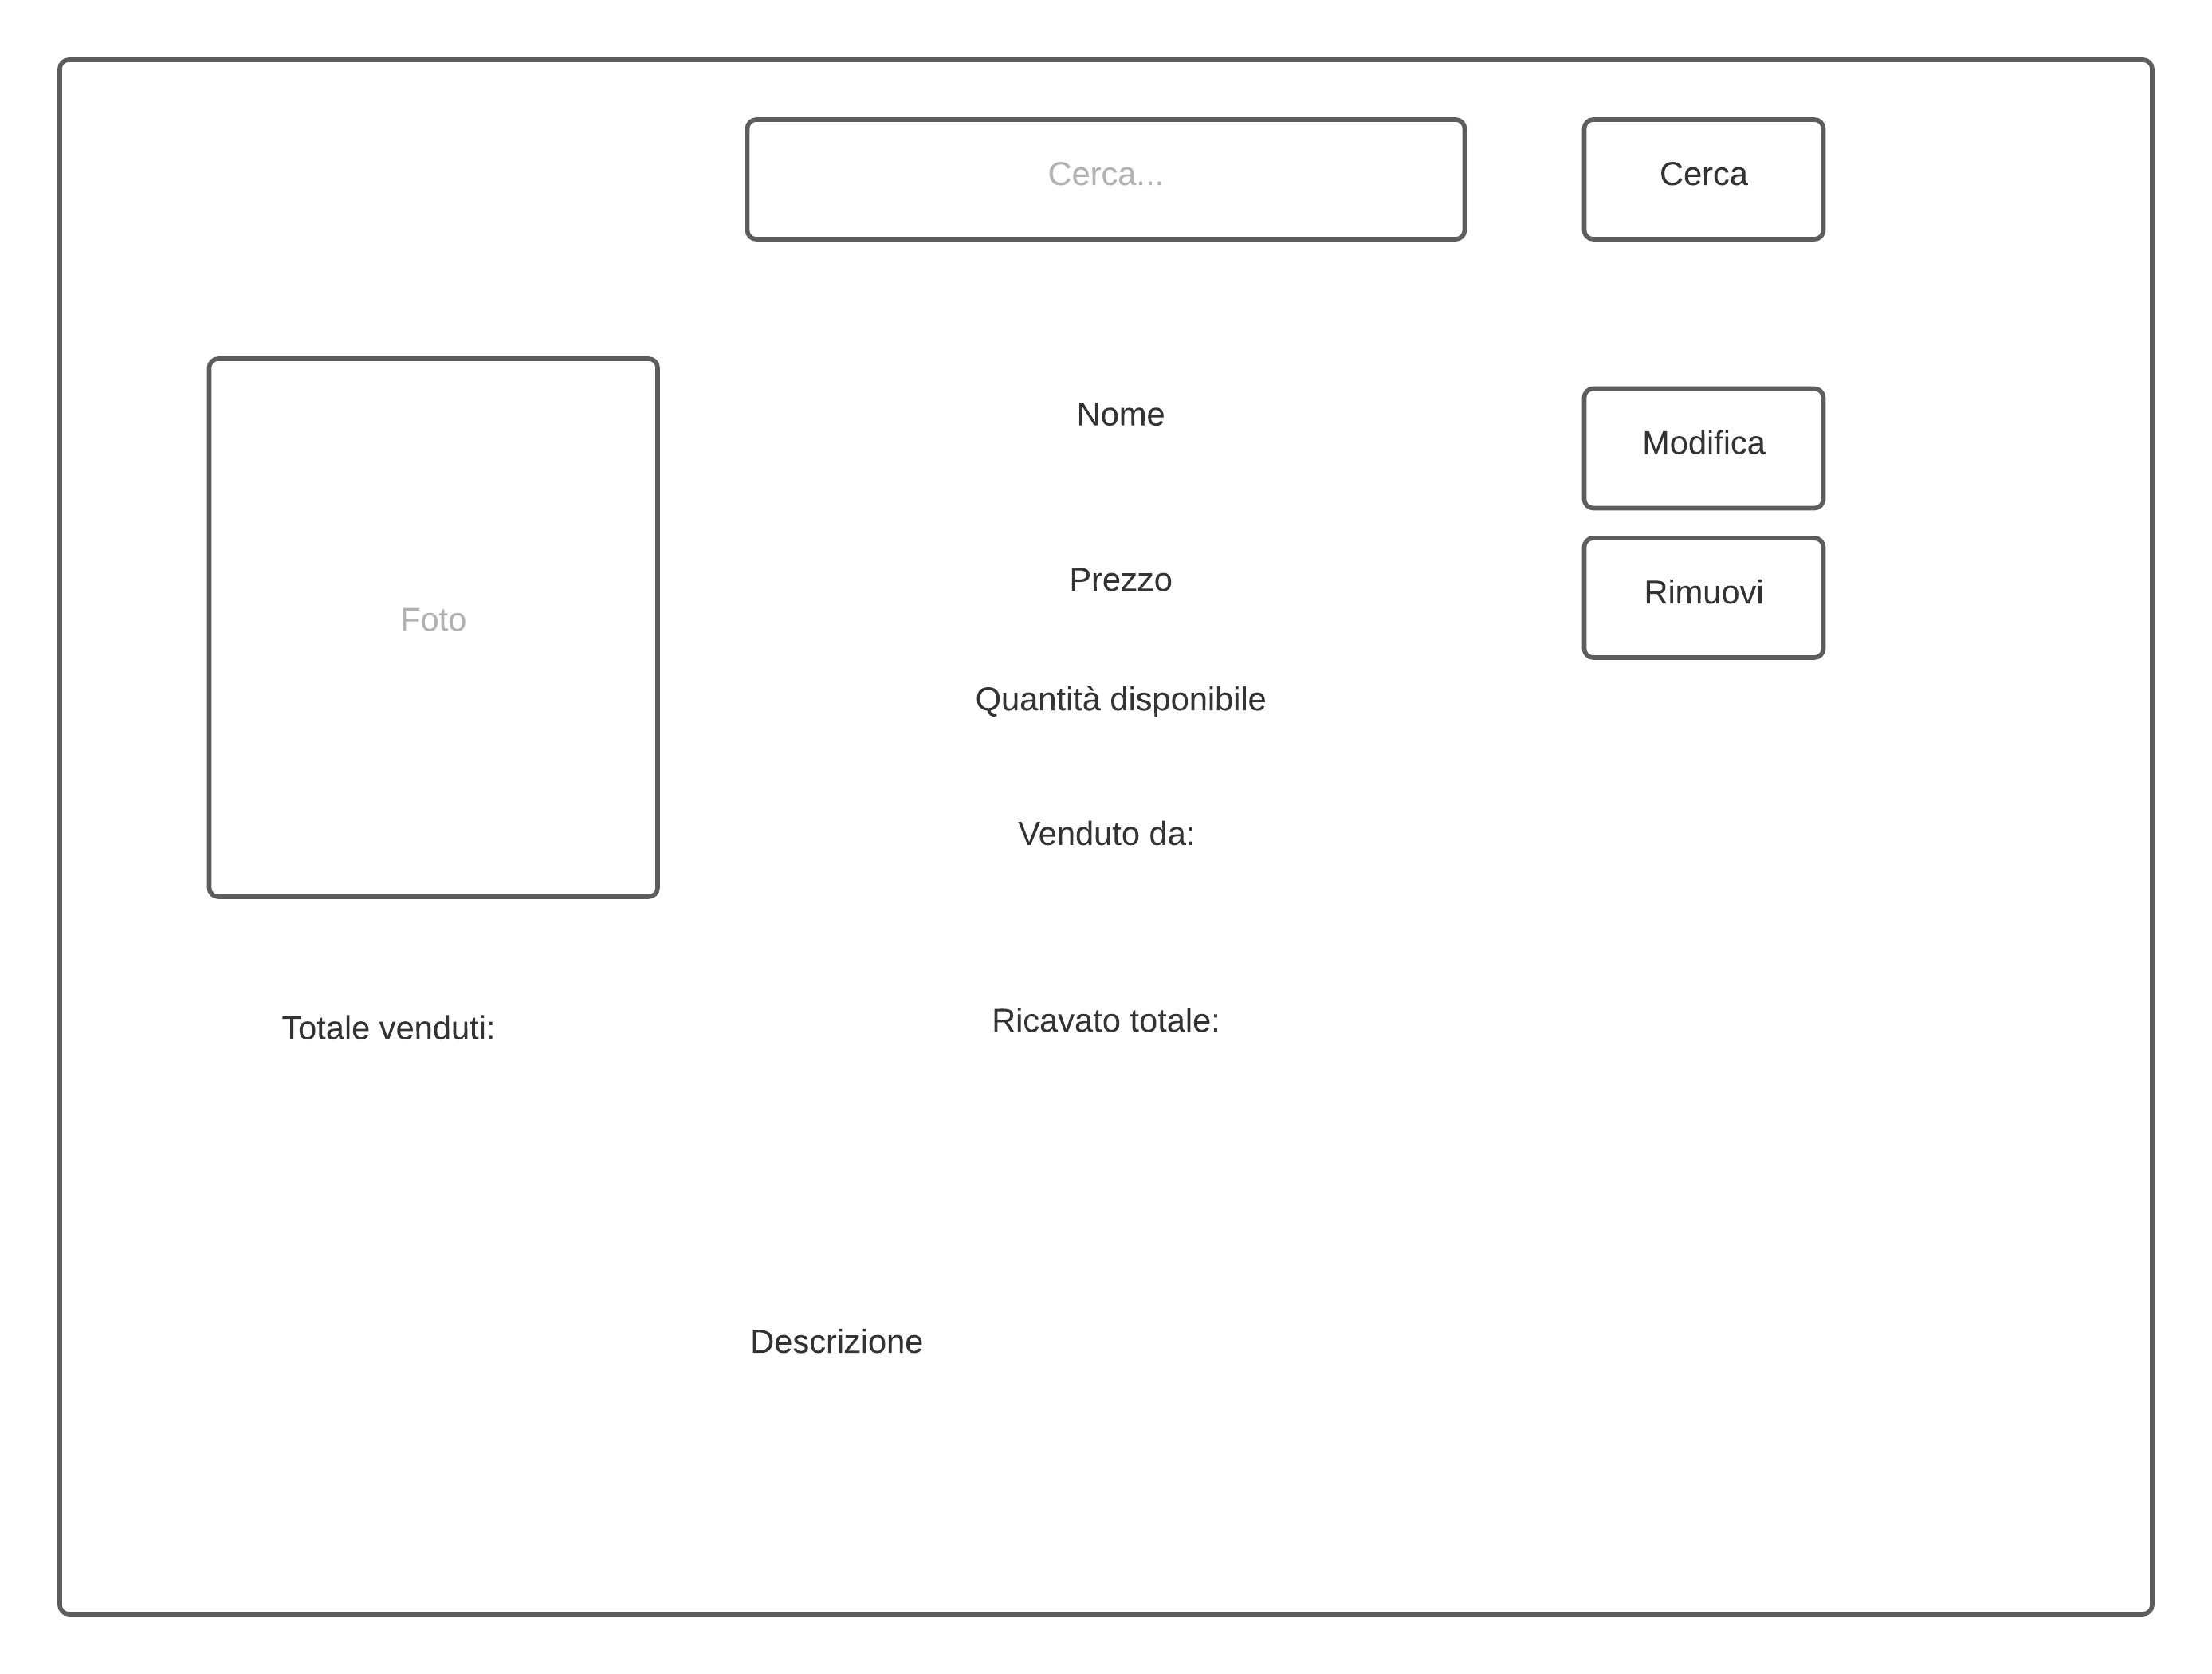 Cerca...
Cerca
Nome
Modifica
Foto
Prezzo
Rimuovi
Quantità disponibile
Venduto da:
Totale venduti:
Ricavato totale:
Descrizione